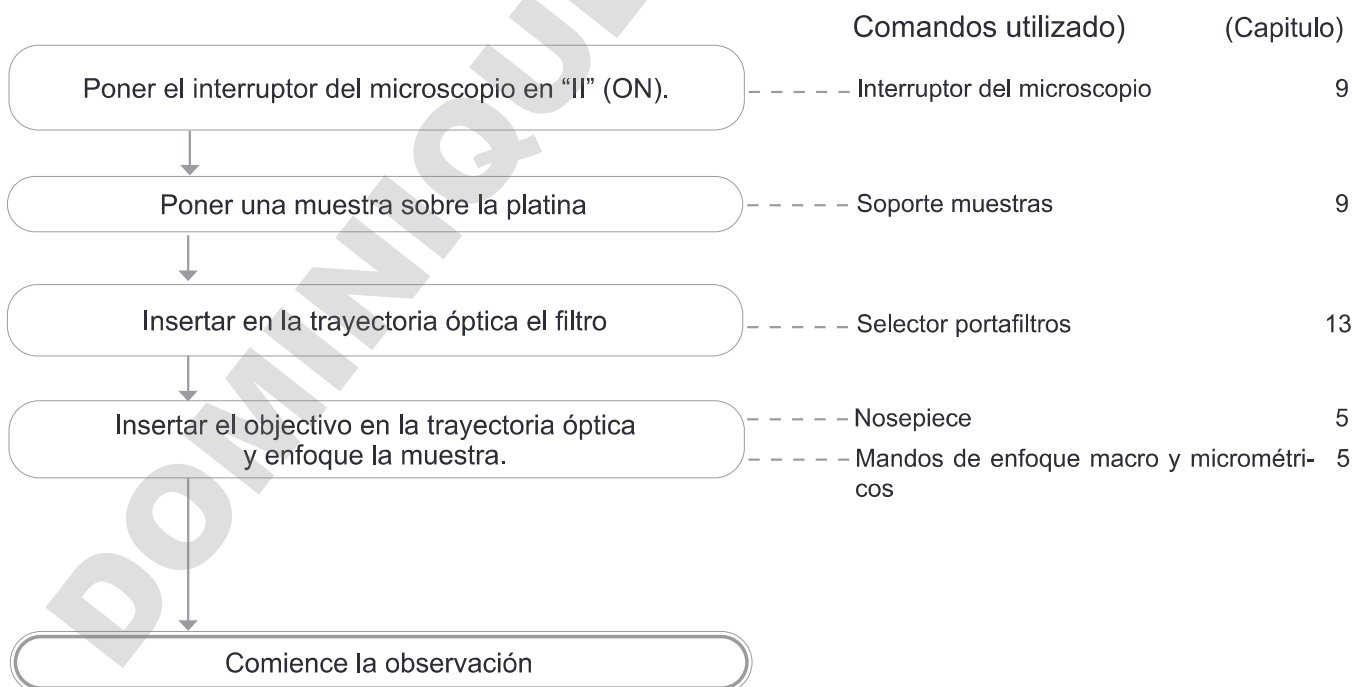 Comandos utilizado) (Capitulo)
Poner el interruptor del microscopio en “II” (ON). Interruptor del microscopio 9
Poner una muestra sobre la platina Soporte muestras 9
Insertar en la trayectoria óptica el filtro Selector portafiltros 13
Insertar el objectivo en la trayectoria óptica
y enfoque la muestra.
Nosepiece 5
Mandos de enfoque macro y micrométri- 5
cos
Comience la observación
DOMINIQUE